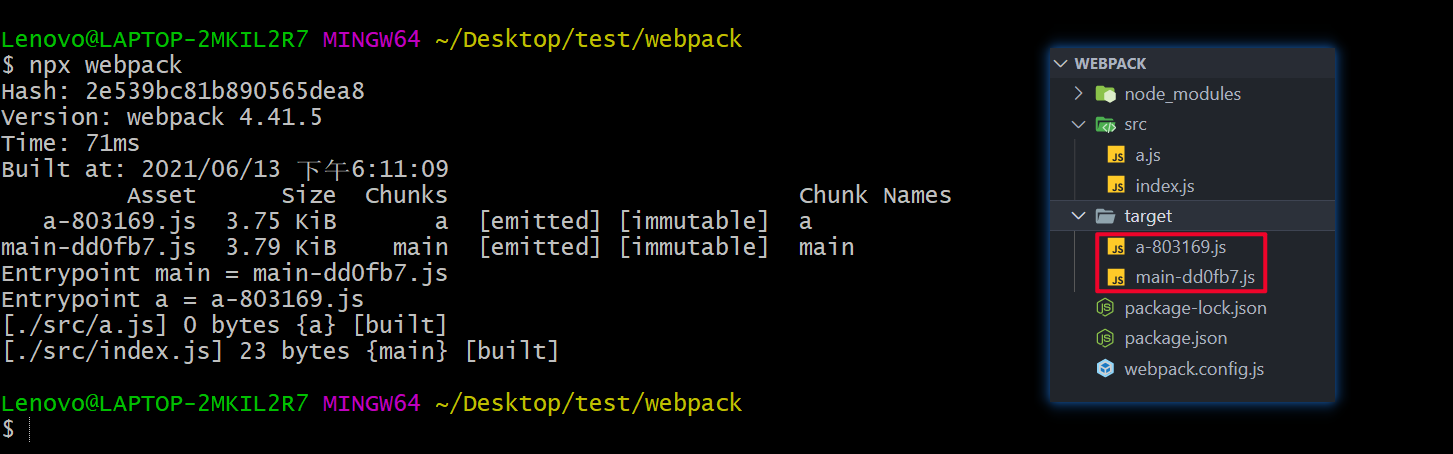 Lenovo@LAPTOP-2MKIL2R7 MINGW64 ~/Desktop/test/webpack
$ npx webpack
Hash: 2e539bc81b890565dea8
Version: webpack 4.41.5
Time: 71ms
Built at: 2021/06/13 下午6:11:09
Asset Size Chunks Chunk Names
a-803169.js 3.75 KiB a [emitted] [immutable] a
main-dd0fb7.js 3.79 KiB main [emitted] [immutable] main
Entrypoint main = main-dd0fb7.js
Entrypoint a = a-803169.js
[./src/a.js] 0 bytes {a} [built]
[./src/index.js] 23 bytes {main} [built]
Lenovo@LAPTOP-2MKIL2R7 MINGW64 ~/Desktop/test/webpack
$
WEBPACK
node_modules
src
JS a.js
JS index.js
target
JS a-803169.js
JS main-dd0fb7.js
package-lock.json
package.json
webpack.config.js